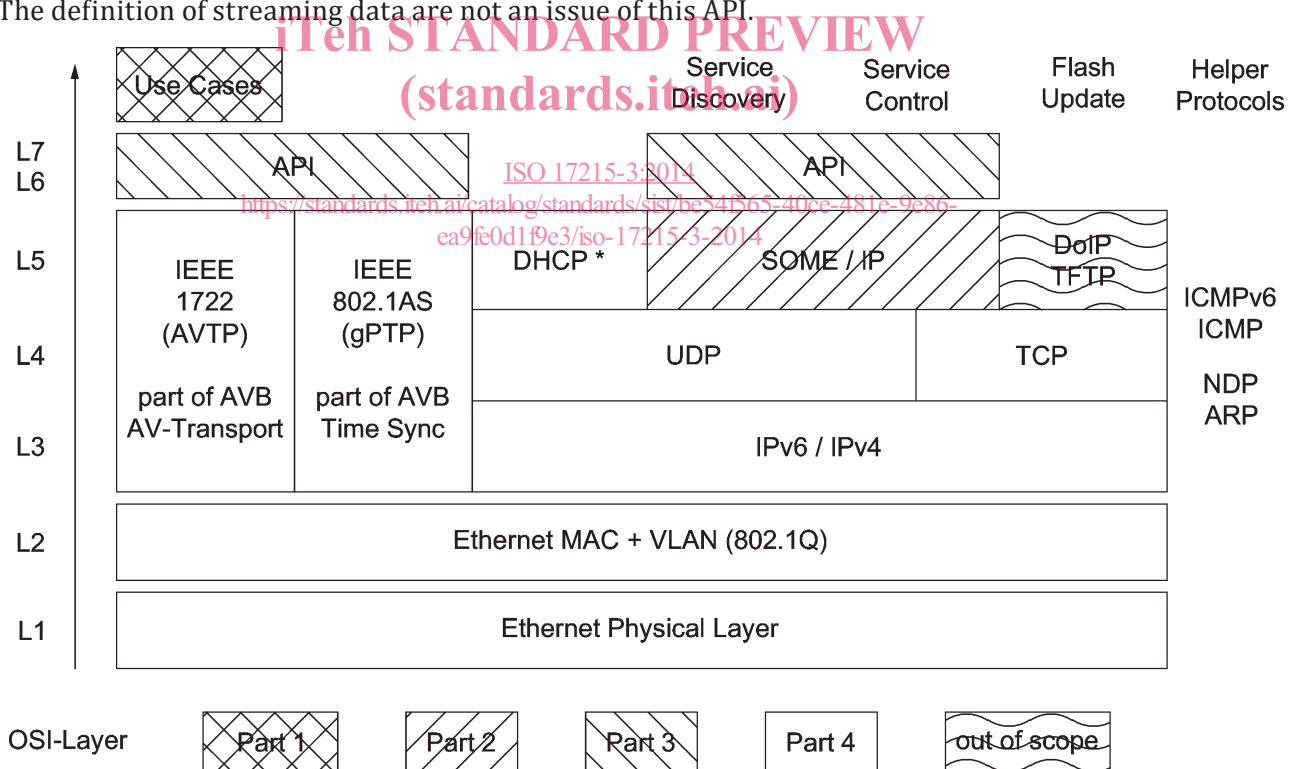 The definition of streaming data are not an issue of this API.
iTeh STANDARD PREVIEW
(standards.iteh.ai)
Use Cases
Service
Discovery
Service
Control
Flash
Update
Helper
Protocols
L7
L6
API
API
ISO 17215-3:2014
https://standards.iteh.ai/catalog/standards/sist/be54f565-40ce-481e-9e86-
ea9fe0d1f9e3/iso-17215-3-2014
L5
IEEE
1722
(AVTP)
part of AVB
AV-Transport
IEEE
802.1AS
(gPTP)
part of AVB
Time Sync
DHCP *
SOME / IP
DoIP
TFTP
L4
UDP
TCP
ICMPv6
ICMP
NDP
ARP
L3
IPv6 / IPv4
L2
Ethernet MAC + VLAN (802.1Q)
L1
Ethernet Physical Layer
OSI-Layer
Part 1
Part 2
Part 3
Part 4
out of scope